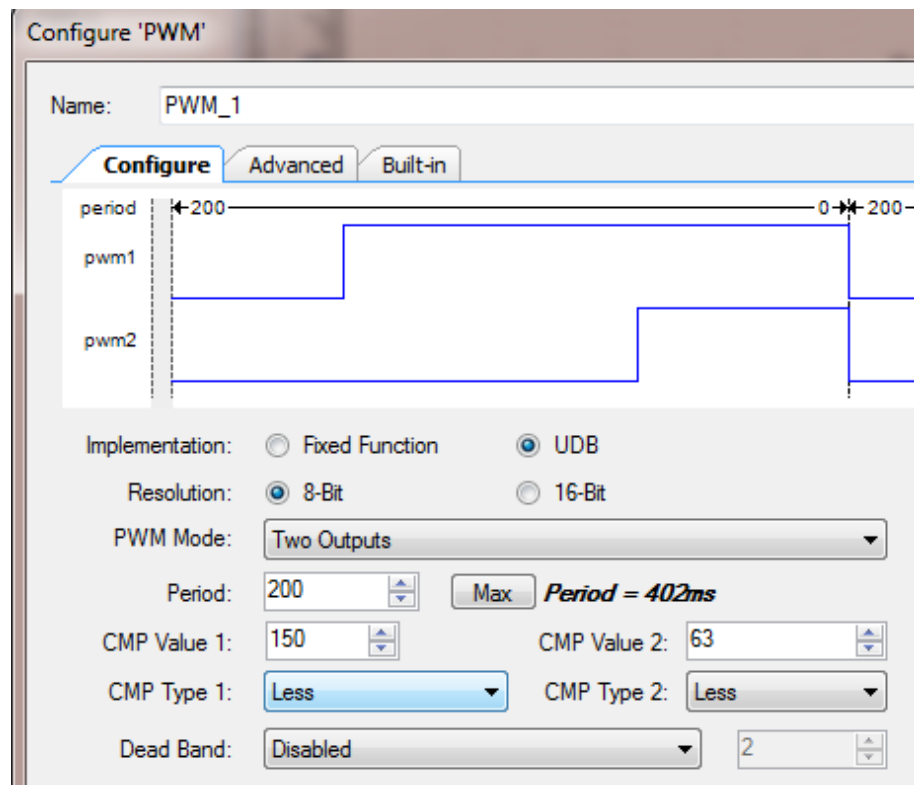 Configure 'PWM'
Name: PWM_1
Configure Advanced Built-in
period 200 0 200
pwm1
pwm2
Implementation: Fixed Function UDB
Resolution: 8-Bit 16-Bit
PWM Mode: Two Outputs
Period: 200 Max Period = 402ms
CMP Value 1: 150 CMP Value 2: 63
CMP Type 1: Less CMP Type 2: Less
Dead Band: Disabled 2